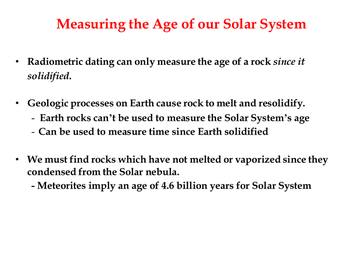 Measuring the Age of our Solar System
• Radiometric dating can only measure the age of a rock since it
solidified.
• Geologic processes on Earth cause rock to melt and resolidify.
- Earth rocks can't be used to measure the Solar System's age
- Can be used to measure time since Earth solidified
• We must find rocks which have not melted or vaporized since they
condensed from the Solar nebula.
- Meteorites imply an age of 4.6 billion years for Solar System